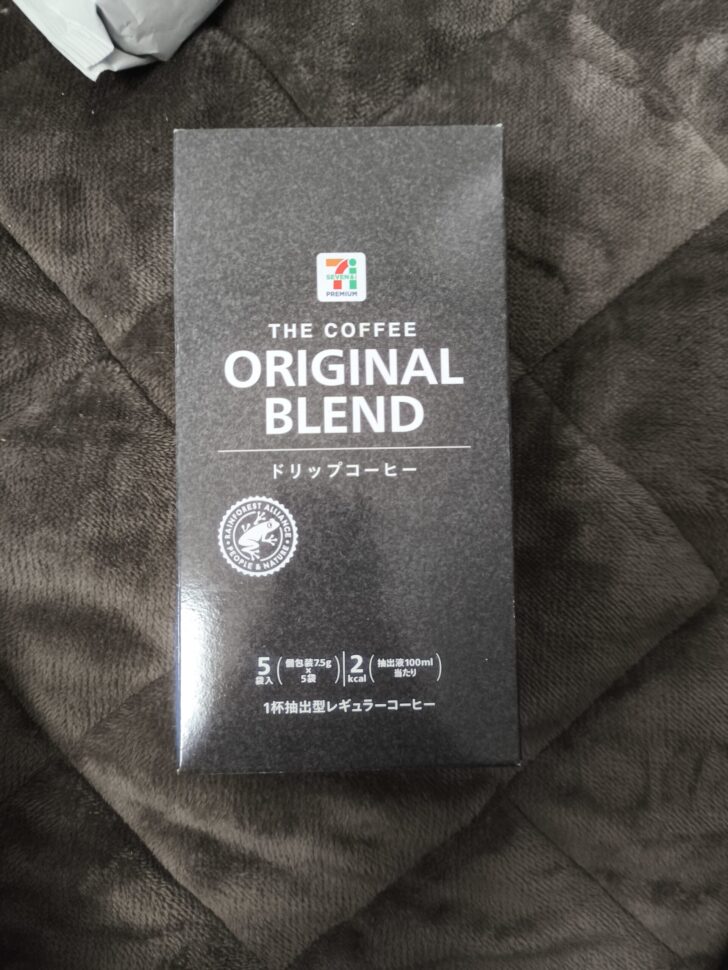 7i
SEVEN&i
PREMIUM
THE COFFEE
ORIGINAL
BLEND
ドリップコーヒー
RAINFOREST ALLIANCE
PEOPLE & NATURE
5袋入(個包装7.5g×5袋)|2kcal(抽出液100ml当たり)
1杯抽出型レギュラーコーヒー